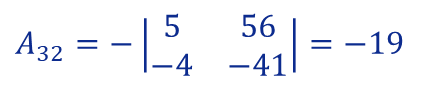 A₃₂ = − |5 56|
|−4 −41| = −19